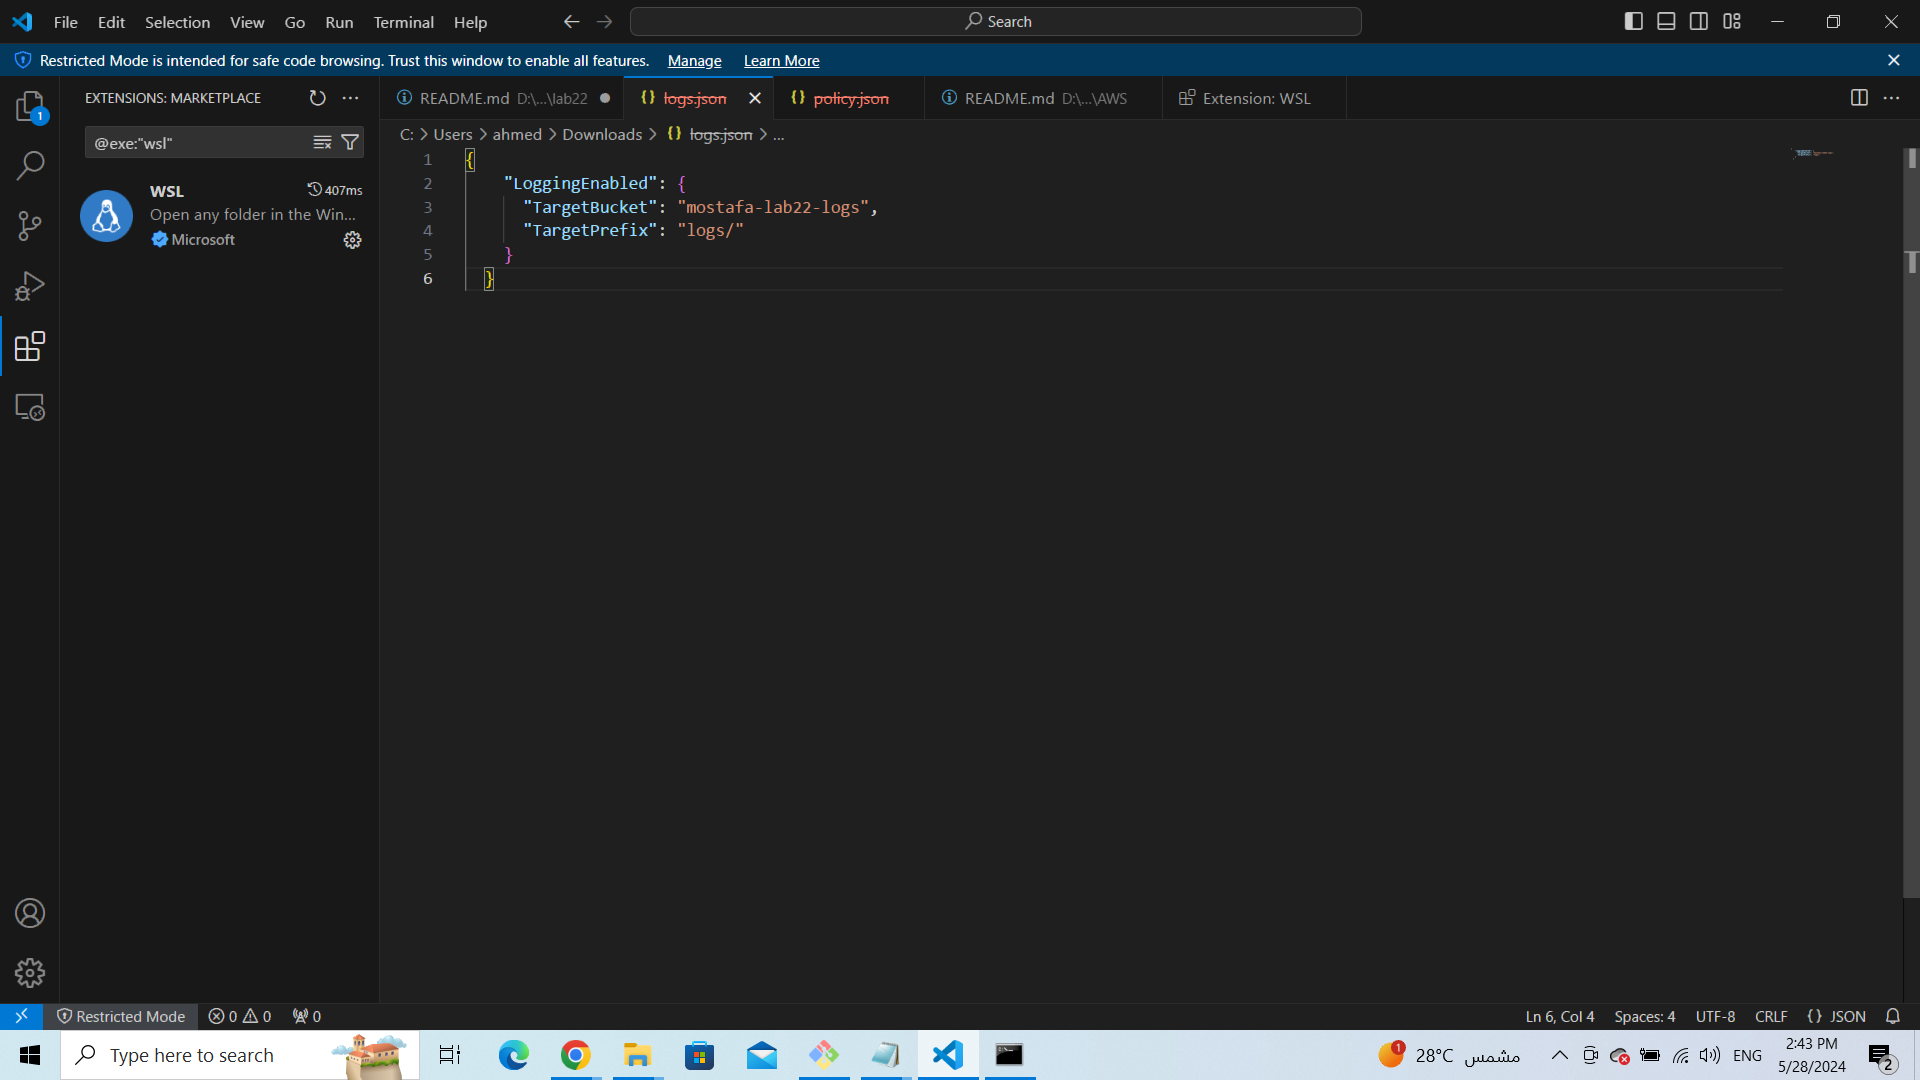 File Edit Selection View Go Run Terminal Help
Search
Restricted Mode is intended for safe code browsing. Trust this window to enable all features. Manage Learn More
EXTENSIONS: MARKETPLACE
@exe:"wsl"
WSL 407ms
Open any folder in the Win...
Microsoft
1
README.md D:\...\lab22
logs.json
policy.json
README.md D:\...\AWS
Extension: WSL
C: > Users > ahmed > Downloads > {} logs.json > ...
1 {
2 "LoggingEnabled": {
3 "TargetBucket": "mostafa-lab22-logs",
4 "TargetPrefix": "logs/"
5 }
6 }
Restricted Mode 0 0 0
Ln 6, Col 4 Spaces: 4 UTF-8 CRLF {} JSON
Type here to search
1 28°C مشمس ENG
2:43 PM
5/28/2024
2